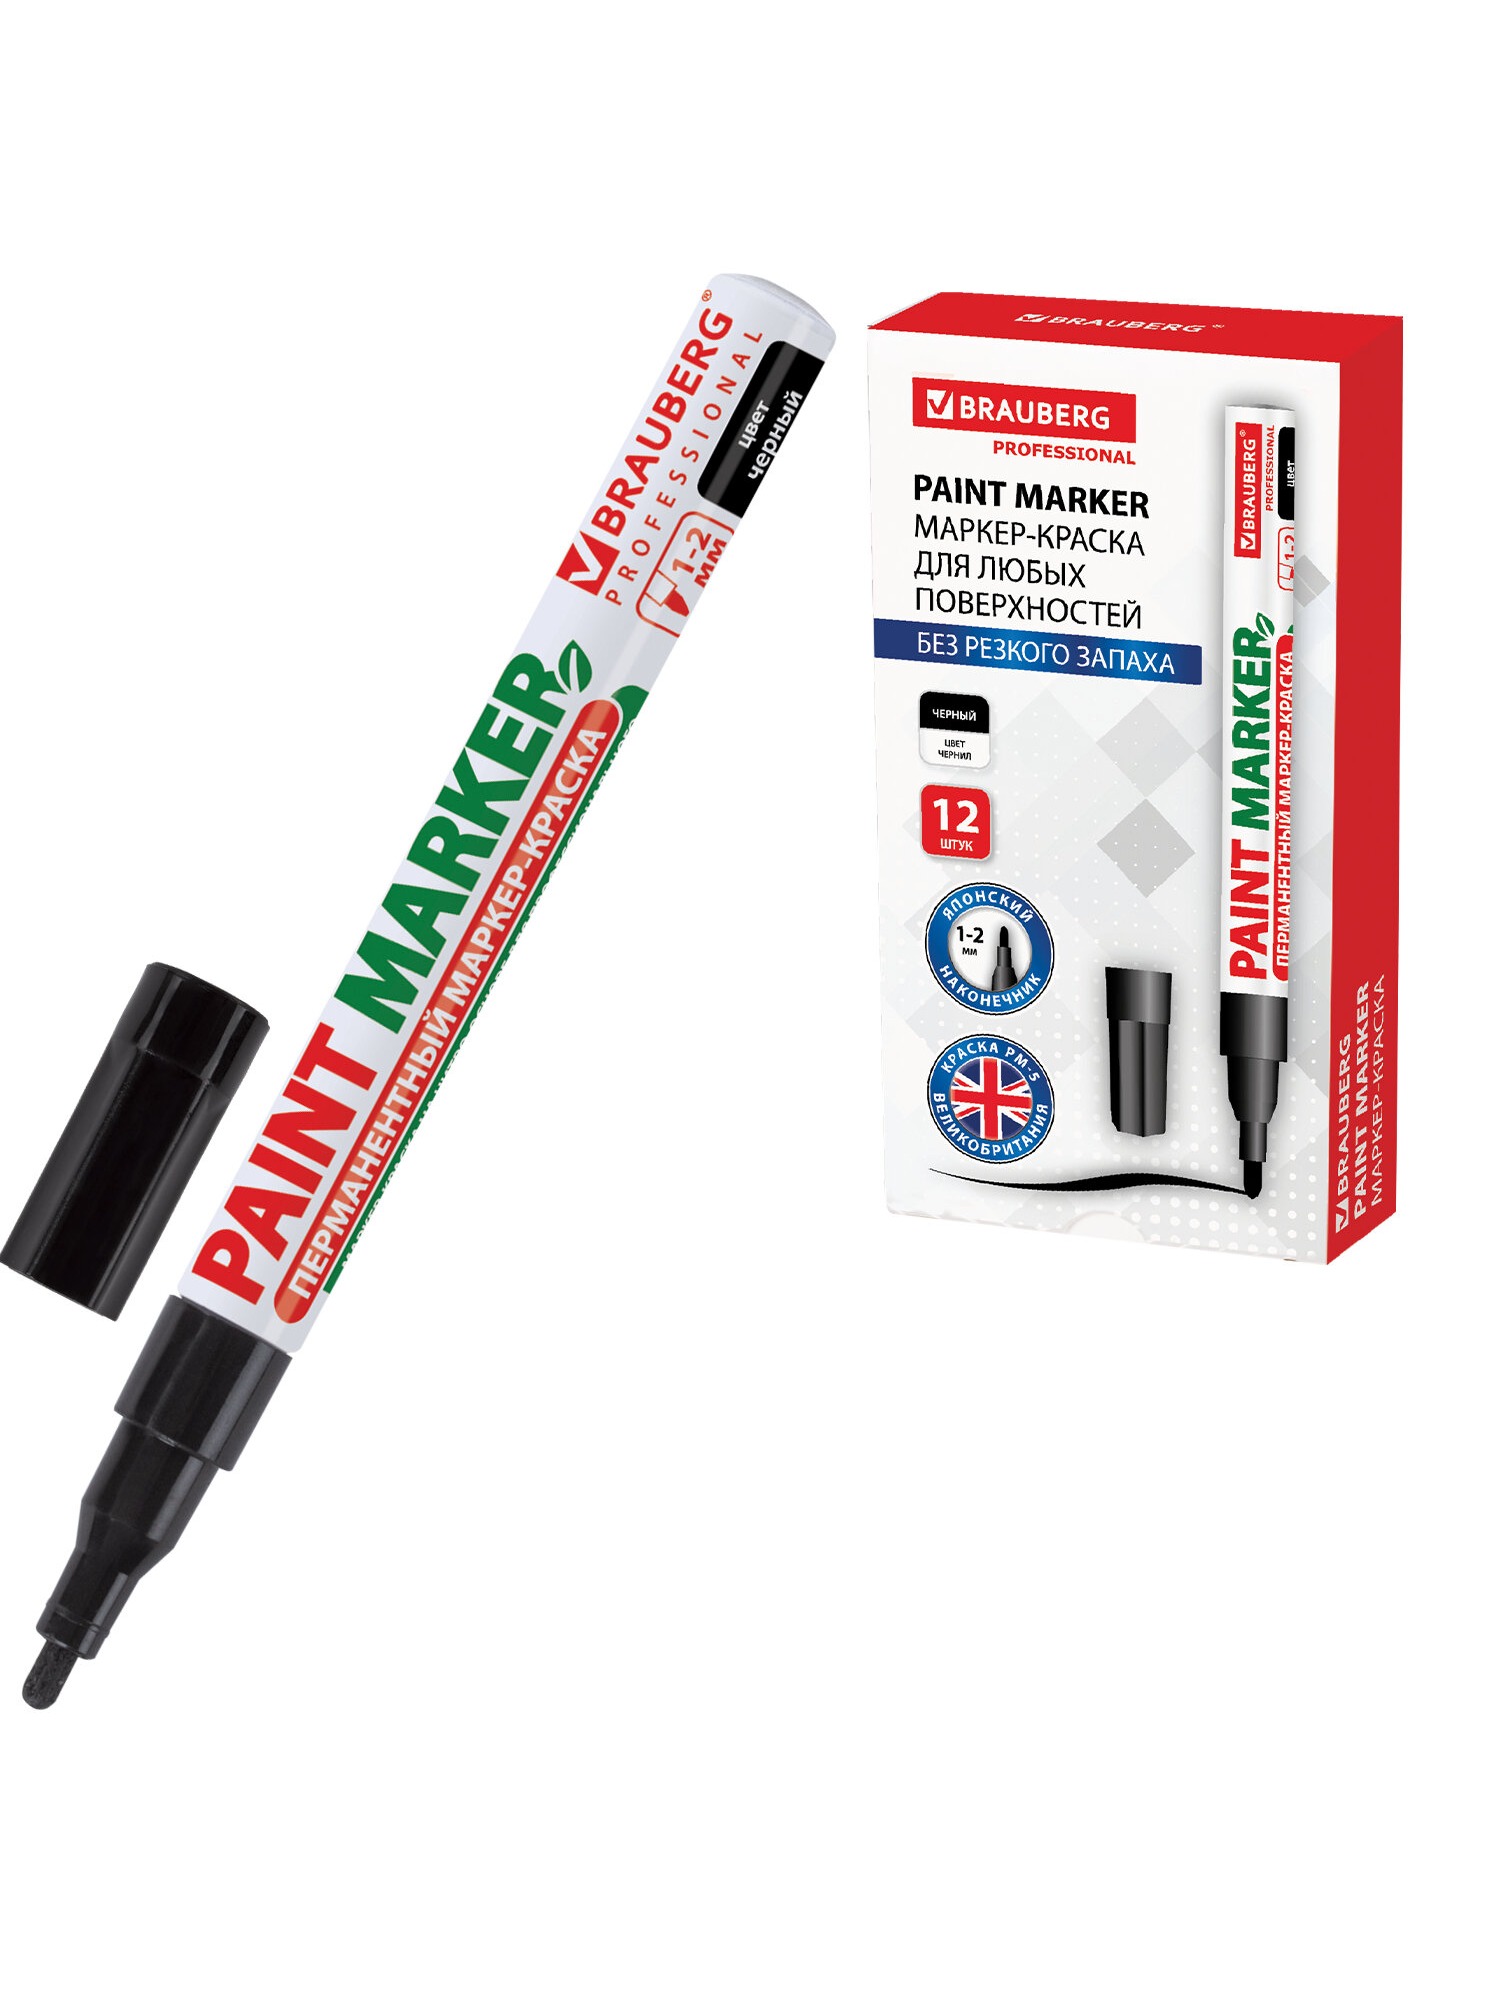 BRAUBERG®
PROFESSIONAL
цвет
черный
1-2
мм
PAINT MARKER
ПЕРМАНЕНТНЫЙ МАРКЕР-КРАСКА
BRAUBERG®
BRAUBERG
PROFESSIONAL
PAINT MARKER
МАРКЕР-КРАСКА
ДЛЯ ЛЮБЫХ
ПОВЕРХНОСТЕЙ
БЕЗ РЕЗКОГО ЗАПАХА
ЧЕРНЫЙ
ЦВЕТ
ЧЕРНИЛ
12
ШТУК
ЯПОНСКИЙ
1-2
мм
НАКОНЕЧНИК
КРАСКА PM-5
ВЕЛИКОБРИТАНИЯ
BRAUBERG®
PROFESSIONAL
цвет
1-2
PAINT MARKER
ПЕРМАНЕНТНЫЙ МАРКЕР-КРАСКА
BRAUBERG
PAINT MARKER
МАРКЕР-КРАСКА